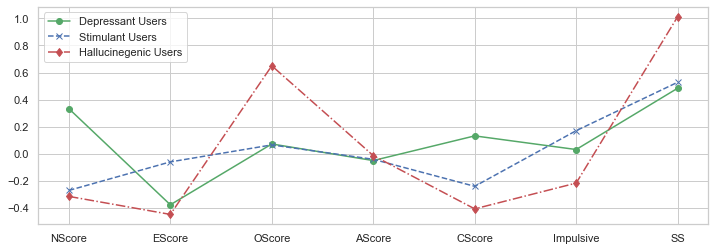 Depressant Users
Stimulant Users
Hallucinegenic Users
1.0
0.8
0.6
0.4
0.2
0.0
−0.2
−0.4
NScore EScore OScore AScore CScore Impulsive SS